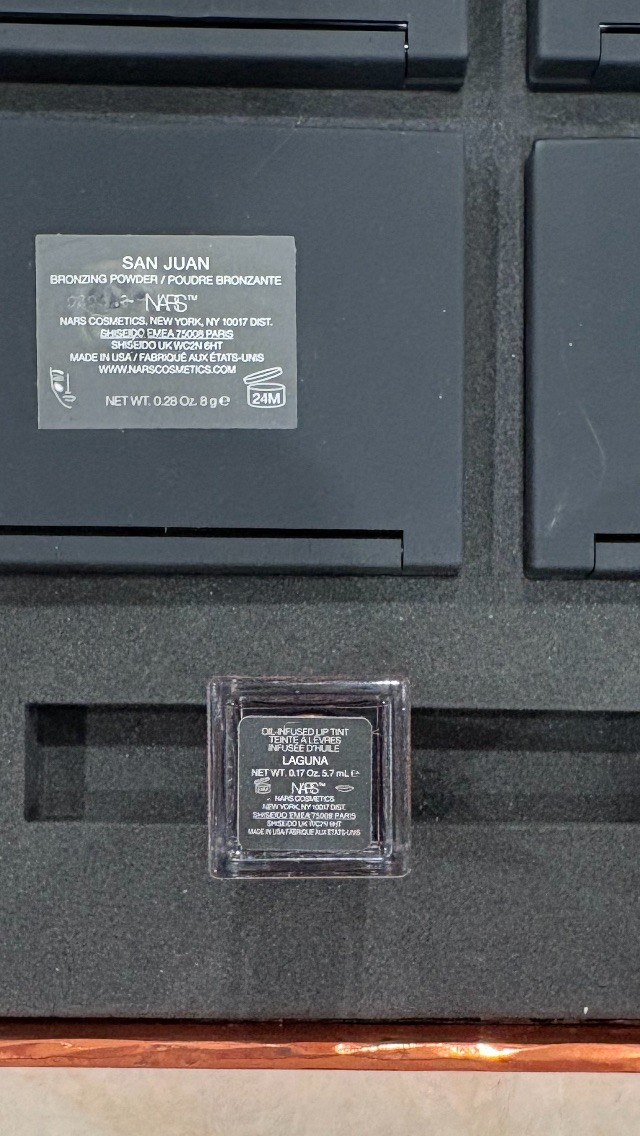 SAN JUAN
BRONZING POWDER / POUDRE BRONZANTE
NARS™
NARS COSMETICS, NEW YORK, NY 10017 DIST.
SHISEIDO EMEA 75008 PARIS
SHISEIDO UK WC2N 6HT
MADE IN USA / FABRIQUÉ AUX ÉTATS-UNIS
WWW.NARSCOSMETICS.COM
NET WT. 0.28 Oz. 8 g ℮
24M
OIL-INFUSED LIP TINT
TEINTE À LÈVRES
INFUSÉE D'HUILE
LAGUNA
NET WT. 0.17 Oz. 5.7 mL ℮
NARS™
NARS COSMETICS
NEW YORK, NY 10017 DIST.
SHISEIDO EMEA 75008 PARIS
SHISEIDO UK WC2N 6HT
MADE IN USA/FABRIQUÉ AUX ÉTATS-UNIS